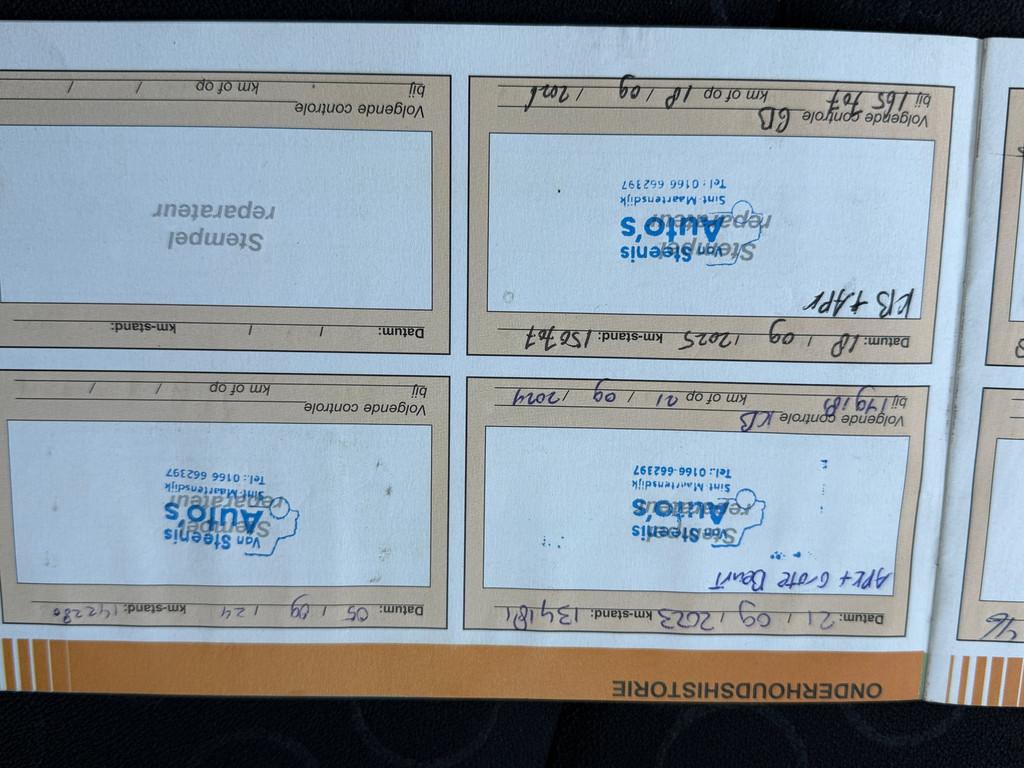 ONDERHOUDSHISTORIE
Datum: 21 / 09 / 2023 km-stand: 134181
APK + Grote Beurt
Stempel
reparateur
Van Steenis
Auto's
Sint-Maartensdijk
Tel.: 0166-662397
Volgende controle KB
bij 149181 km of op 21 / 09 / 2024
Datum: 05 / 09 / 24 km-stand: 142280
Stempel
reparateur
Van Steenis
Auto's
Sint-Maartensdijk
Tel.: 0166 662397
Volgende controle
bij km of op / /
Datum: 18 / 09 / 2025 km-stand: 150707
KB + APK
Stempel
reparateur
Van Steenis
Auto's
Sint-Maartensdijk
Tel.: 0166 662397
Volgende controle GB
bij 165707 km of op 18 / 09 / 2026
Datum: / / km-stand:
Stempel
reparateur
Volgende controle
bij km of op / /